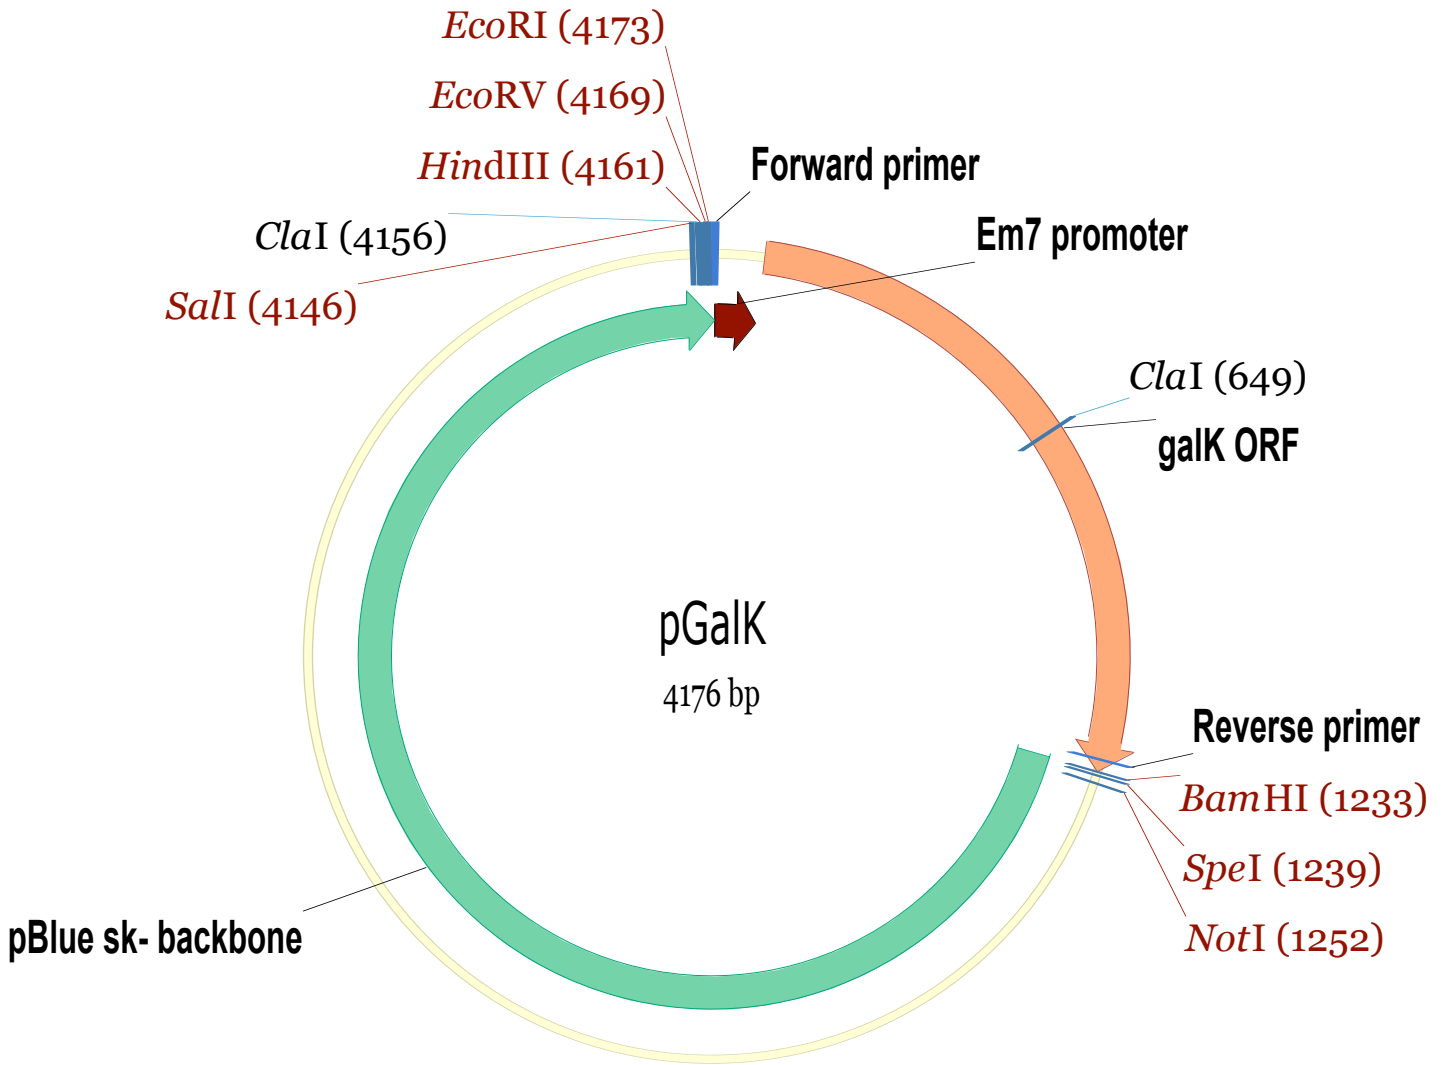 EcoRI (4173)
EcoRV (4169)
HindIII (4161)
Forward primer
ClaI (4156)
Em7 promoter
SalI (4146)
ClaI (649)
galK ORF
pGalK
4176 bp
Reverse primer
BamHI (1233)
SpeI (1239)
pBlue sk- backbone
NotI (1252)